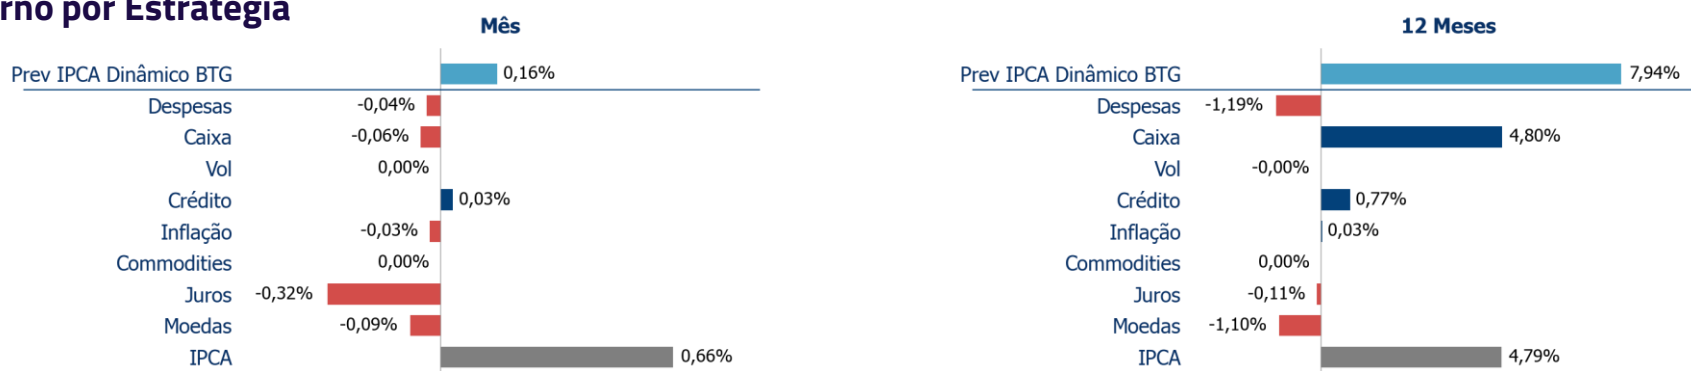 rno por Estratégia
Mês
Prev IPCA Dinâmico BTG 0,16%
Despesas -0,04%
Caixa -0,06%
Vol 0,00%
Crédito 0,03%
Inflação -0,03%
Commodities 0,00%
Juros -0,32%
Moedas -0,09%
IPCA 0,66%
12 Meses
Prev IPCA Dinâmico BTG 7,94%
Despesas -1,19%
Caixa 4,80%
Vol -0,00%
Crédito 0,77%
Inflação 0,03%
Commodities 0,00%
Juros -0,11%
Moedas -1,10%
IPCA 4,79%